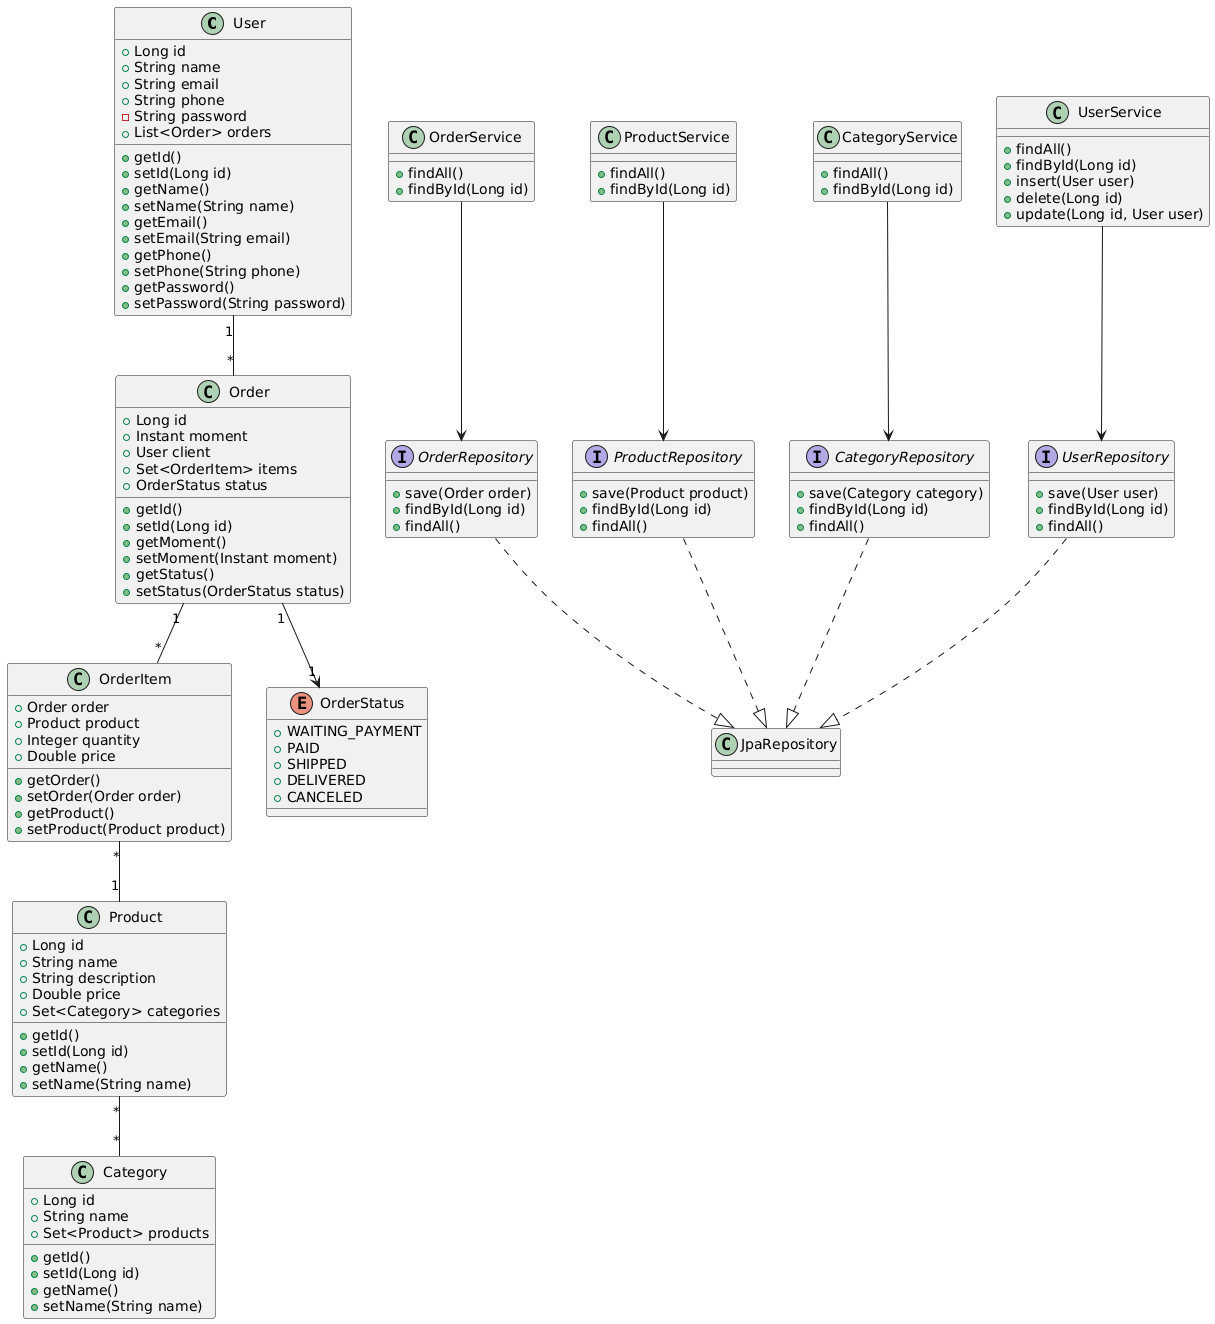 C User
Long id
String name
String email
String phone
String password
List<Order> orders
getId()
setId(Long id)
getName()
setName(String name)
getEmail()
setEmail(String email)
getPhone()
setPhone(String phone)
getPassword()
setPassword(String password)
C OrderService
findAll()
findById(Long id)
C ProductService
findAll()
findById(Long id)
C CategoryService
findAll()
findById(Long id)
C UserService
findAll()
findById(Long id)
insert(User user)
delete(Long id)
update(Long id, User user)
1
*
C Order
Long id
Instant moment
User client
Set<OrderItem> items
OrderStatus status
getId()
setId(Long id)
getMoment()
setMoment(Instant moment)
getStatus()
setStatus(OrderStatus status)
I OrderRepository
save(Order order)
findById(Long id)
findAll()
I ProductRepository
save(Product product)
findById(Long id)
findAll()
I CategoryRepository
save(Category category)
findById(Long id)
findAll()
I UserRepository
save(User user)
findById(Long id)
findAll()
1
*
1
1
C OrderItem
Order order
Product product
Integer quantity
Double price
getOrder()
setOrder(Order order)
getProduct()
setProduct(Product product)
E OrderStatus
WAITING_PAYMENT
PAID
SHIPPED
DELIVERED
CANCELED
C JpaRepository
*
1
C Product
Long id
String name
String description
Double price
Set<Category> categories
getId()
setId(Long id)
getName()
setName(String name)
*
*
C Category
Long id
String name
Set<Product> products
getId()
setId(Long id)
getName()
setName(String name)